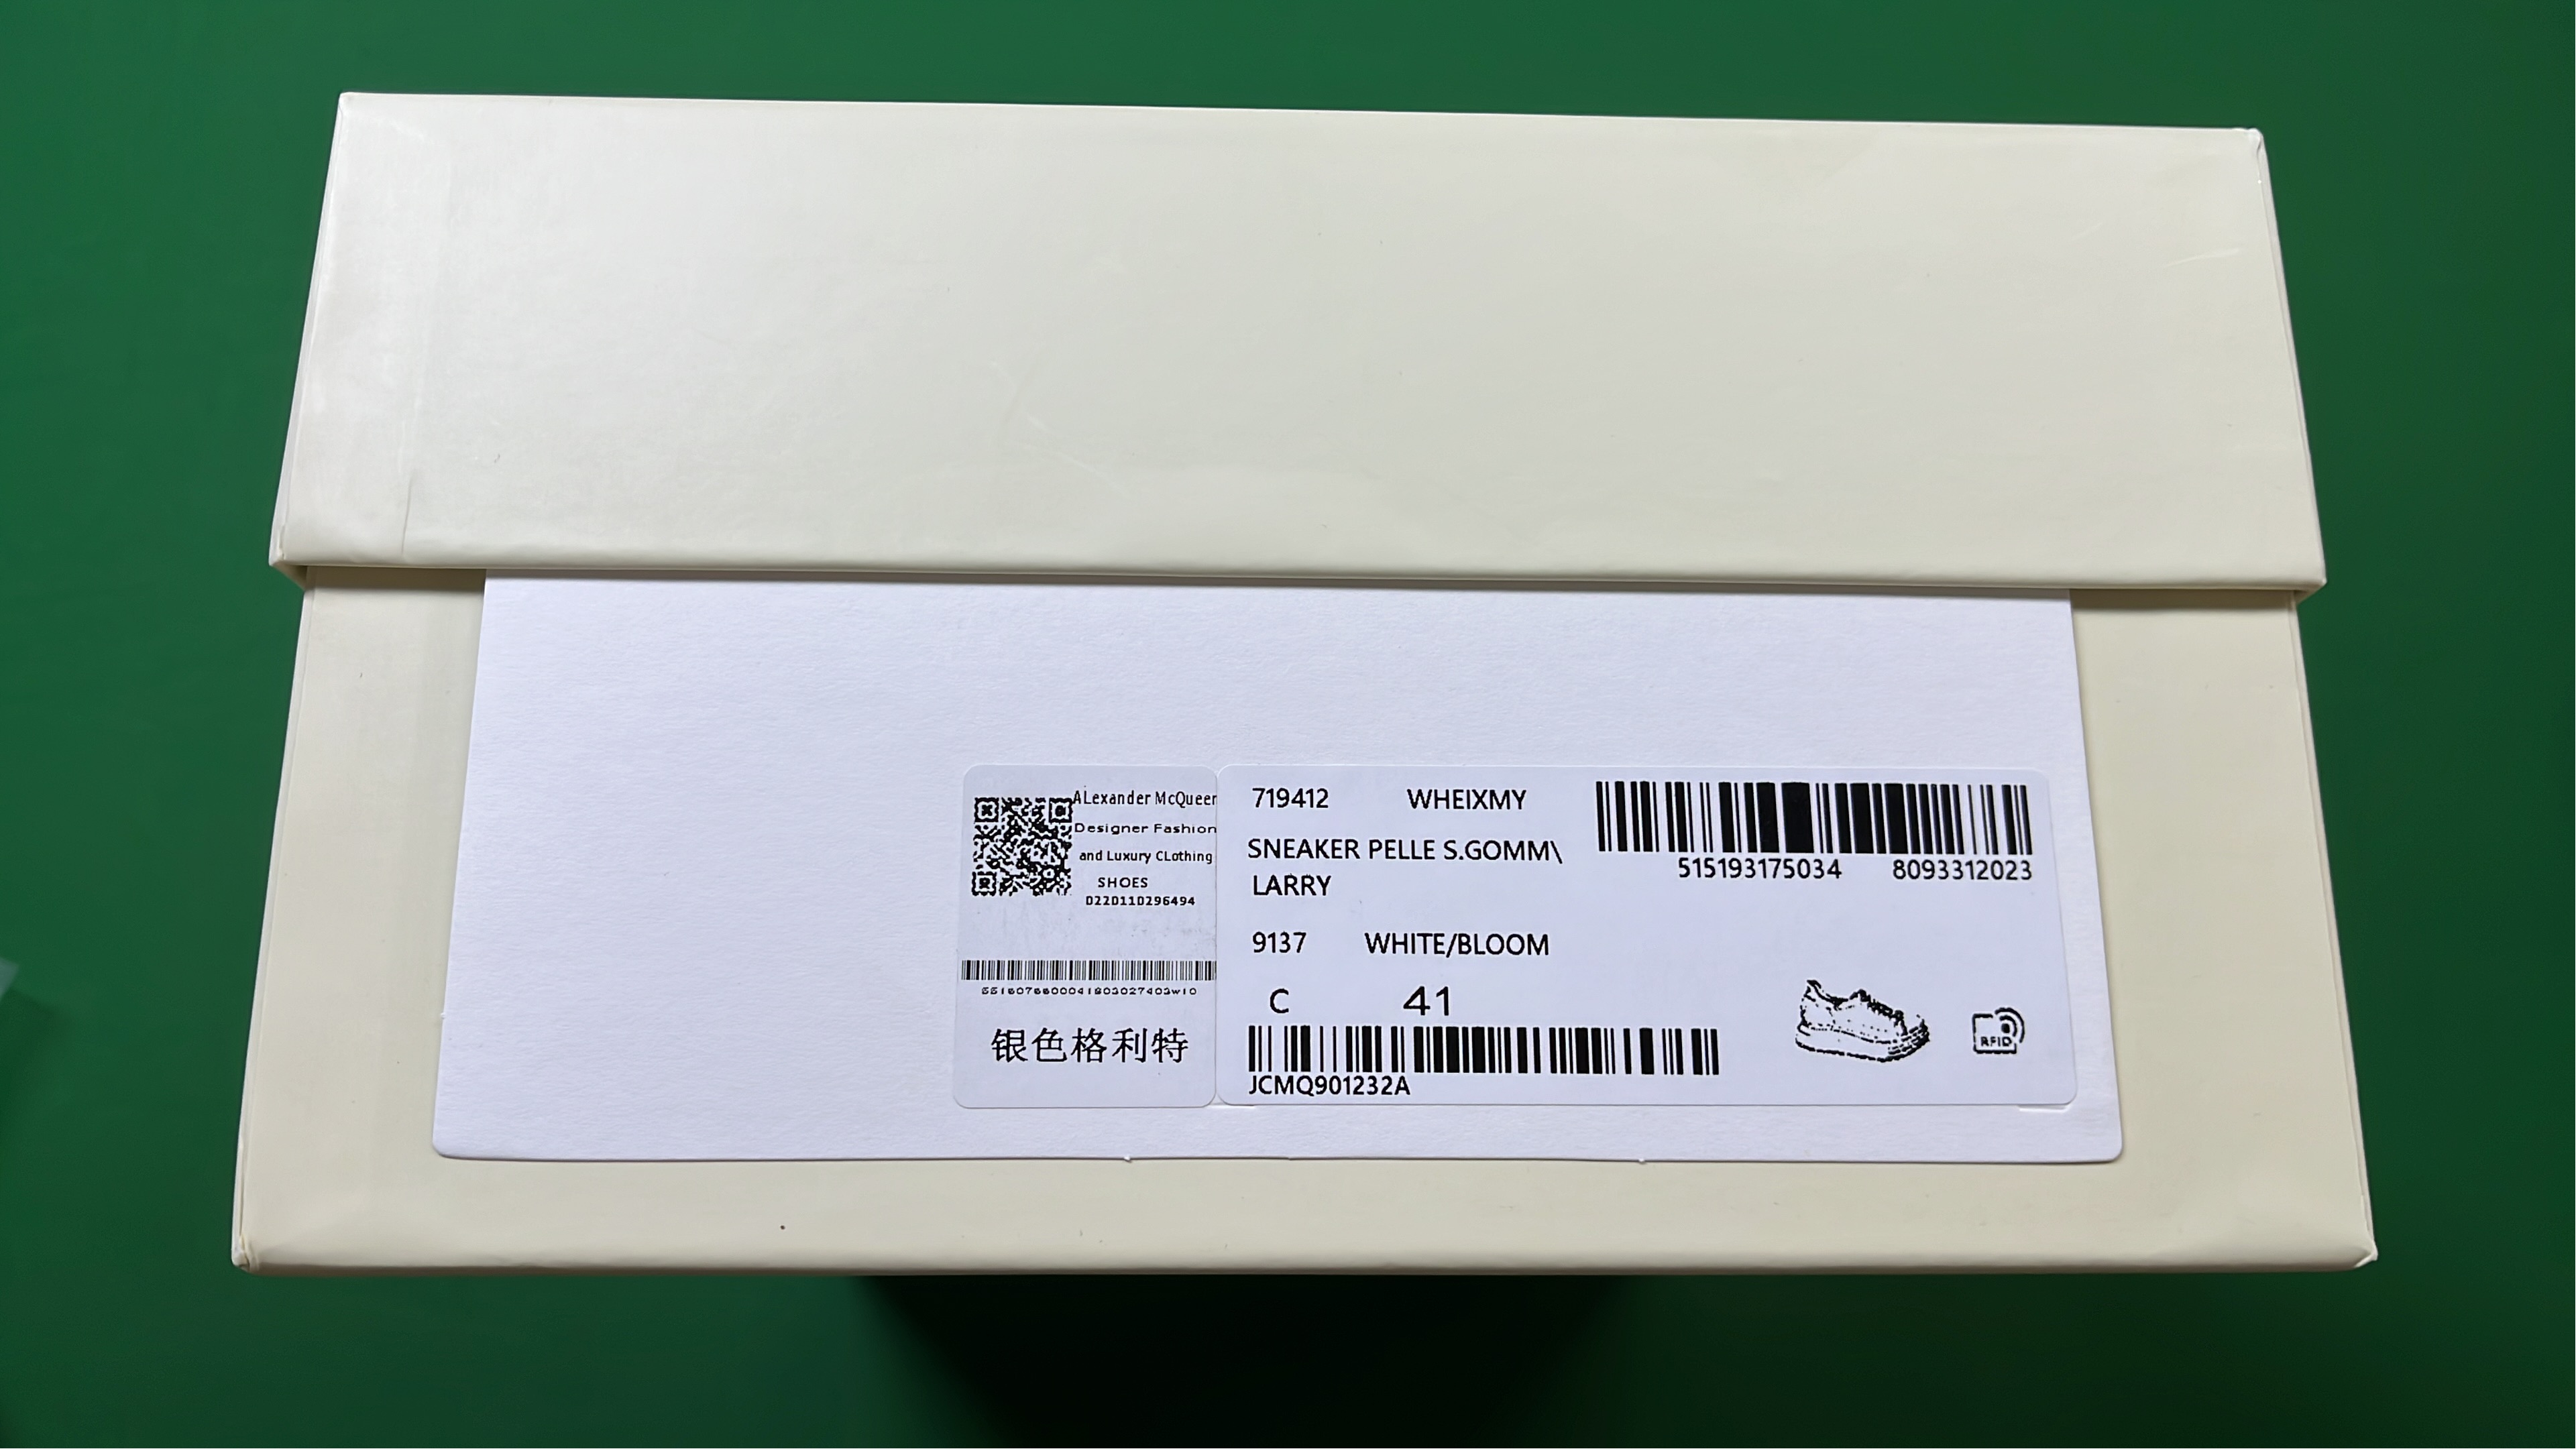 ALexander McQueer
Designer Fashion
and Luxury CLothing
SHOES
0220110296494
银色格利特
719412 WHEIXMY
SNEAKER PELLE S.GOMM\
LARRY
9137 WHITE/BLOOM
C 41
JCMQ901232A
515193175034 8093312023
RFID